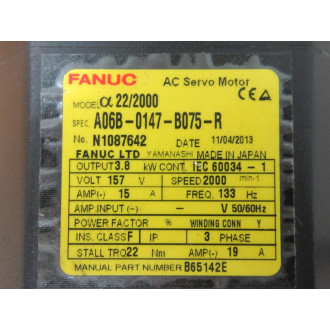 FANUC AC Servo Motor
MODEL α 22/2000 CE
SPEC. A06B-0147-B075-R
No. N1087642 DATE 11/04/2013
FANUC LTD YAMANASHI MADE IN JAPAN
OUTPUT 3.8 kW CONT. IEC 60034-1
VOLT 157 V SPEED 2000 min-1
AMP(~) 15 A FREQ. 133 Hz
AMP.INPUT (~) — V 50/60Hz
POWER FACTOR % WINDING CONN Y
INS. CLASS F IP 3 PHASE
STALL TRQ 22 Nm AMP(~) 19 A
MANUAL PART NUMBER B65142E